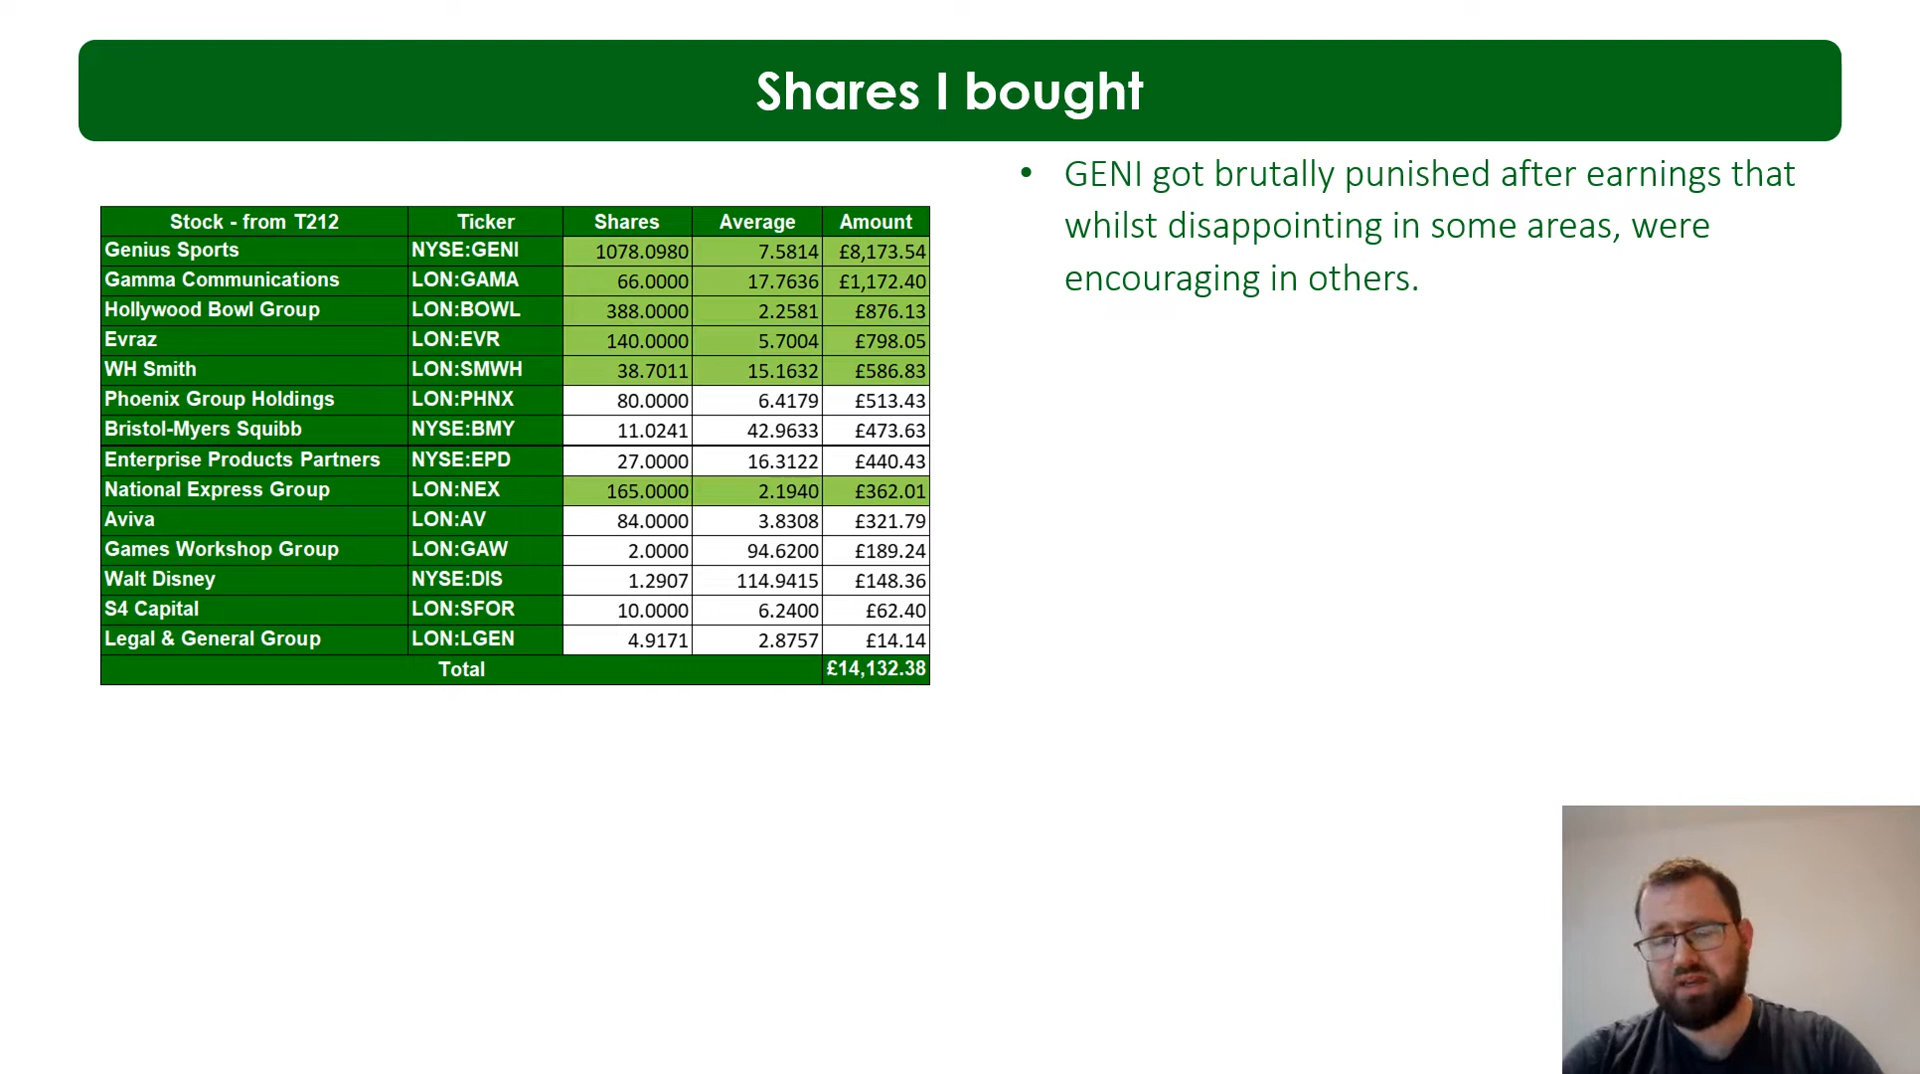 Shares I bought
Stock - from T212 Ticker Shares Average Amount
Genius Sports NYSE:GENI 1078.0980 7.5814 £8,173.54
Gamma Communications LON:GAMA 66.0000 17.7636 £1,172.40
Hollywood Bowl Group LON:BOWL 388.0000 2.2581 £876.13
Evraz LON:EVR 140.0000 5.7004 £798.05
WH Smith LON:SMWH 38.7011 15.1632 £586.83
Phoenix Group Holdings LON:PHNX 80.0000 6.4179 £513.43
Bristol-Myers Squibb NYSE:BMY 11.0241 42.9633 £473.63
Enterprise Products Partners NYSE:EPD 27.0000 16.3122 £440.43
National Express Group LON:NEX 165.0000 2.1940 £362.01
Aviva LON:AV 84.0000 3.8308 £321.79
Games Workshop Group LON:GAW 2.0000 94.6200 £189.24
Walt Disney NYSE:DIS 1.2907 114.9415 £148.36
S4 Capital LON:SFOR 10.0000 6.2400 £62.40
Legal & General Group LON:LGEN 4.9171 2.8757 £14.14
Total £14,132.38
• GENI got brutally punished after earnings that
whilst disappointing in some areas, were
encouraging in others.